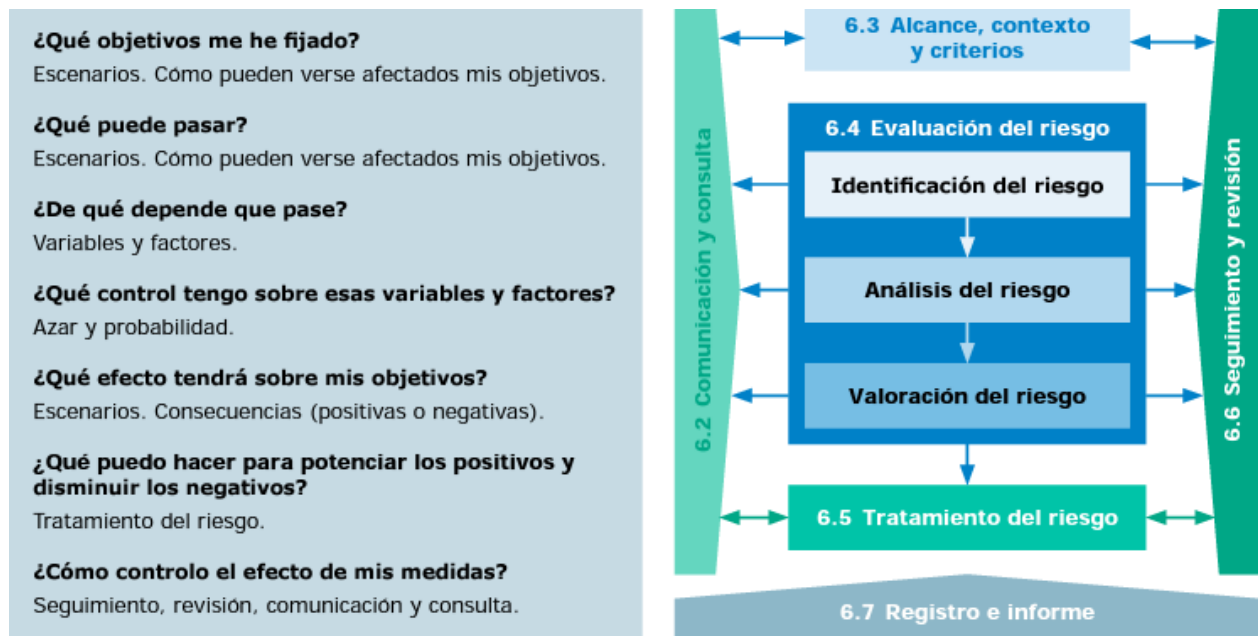 ¿Qué objetivos me he fijado?
Escenarios. Cómo pueden verse afectados mis objetivos.
¿Qué puede pasar?
Escenarios. Cómo pueden verse afectados mis objetivos.
¿De qué depende que pase?
Variables y factores.
¿Qué control tengo sobre esas variables y factores?
Azar y probabilidad.
¿Qué efecto tendrá sobre mis objetivos?
Escenarios. Consecuencias (positivas o negativas).
¿Qué puedo hacer para potenciar los positivos y
disminuir los negativos?
Tratamiento del riesgo.
¿Cómo controlo el efecto de mis medidas?
Seguimiento, revisión, comunicación y consulta.
6.2 Comunicación y consulta
6.3 Alcance, contexto
y criterios
6.4 Evaluación del riesgo
Identificación del riesgo
Análisis del riesgo
Valoración del riesgo
6.5 Tratamiento del riesgo
6.6 Seguimiento y revisión
6.7 Registro e informe